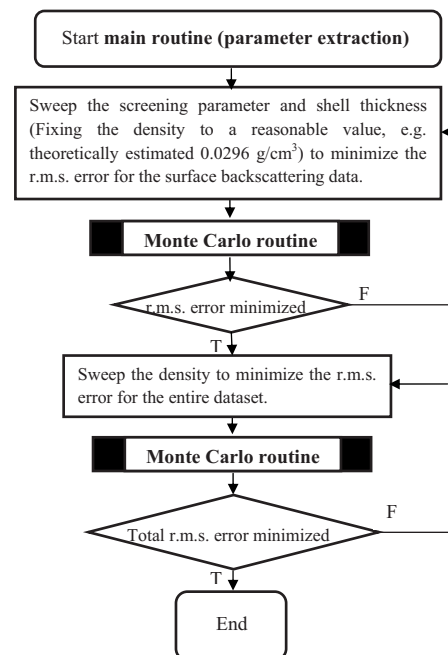 Start main routine (parameter extraction)
Sweep the screening parameter and shell thickness
(Fixing the density to a reasonable value, e.g.
theoretically estimated 0.0296 g/cm³) to minimize the
r.m.s. error for the surface backscattering data.
Monte Carlo routine
r.m.s. error minimized
F
T
Sweep the density to minimize the r.m.s.
error for the entire dataset.
Monte Carlo routine
F
Total r.m.s. error minimized
T
End